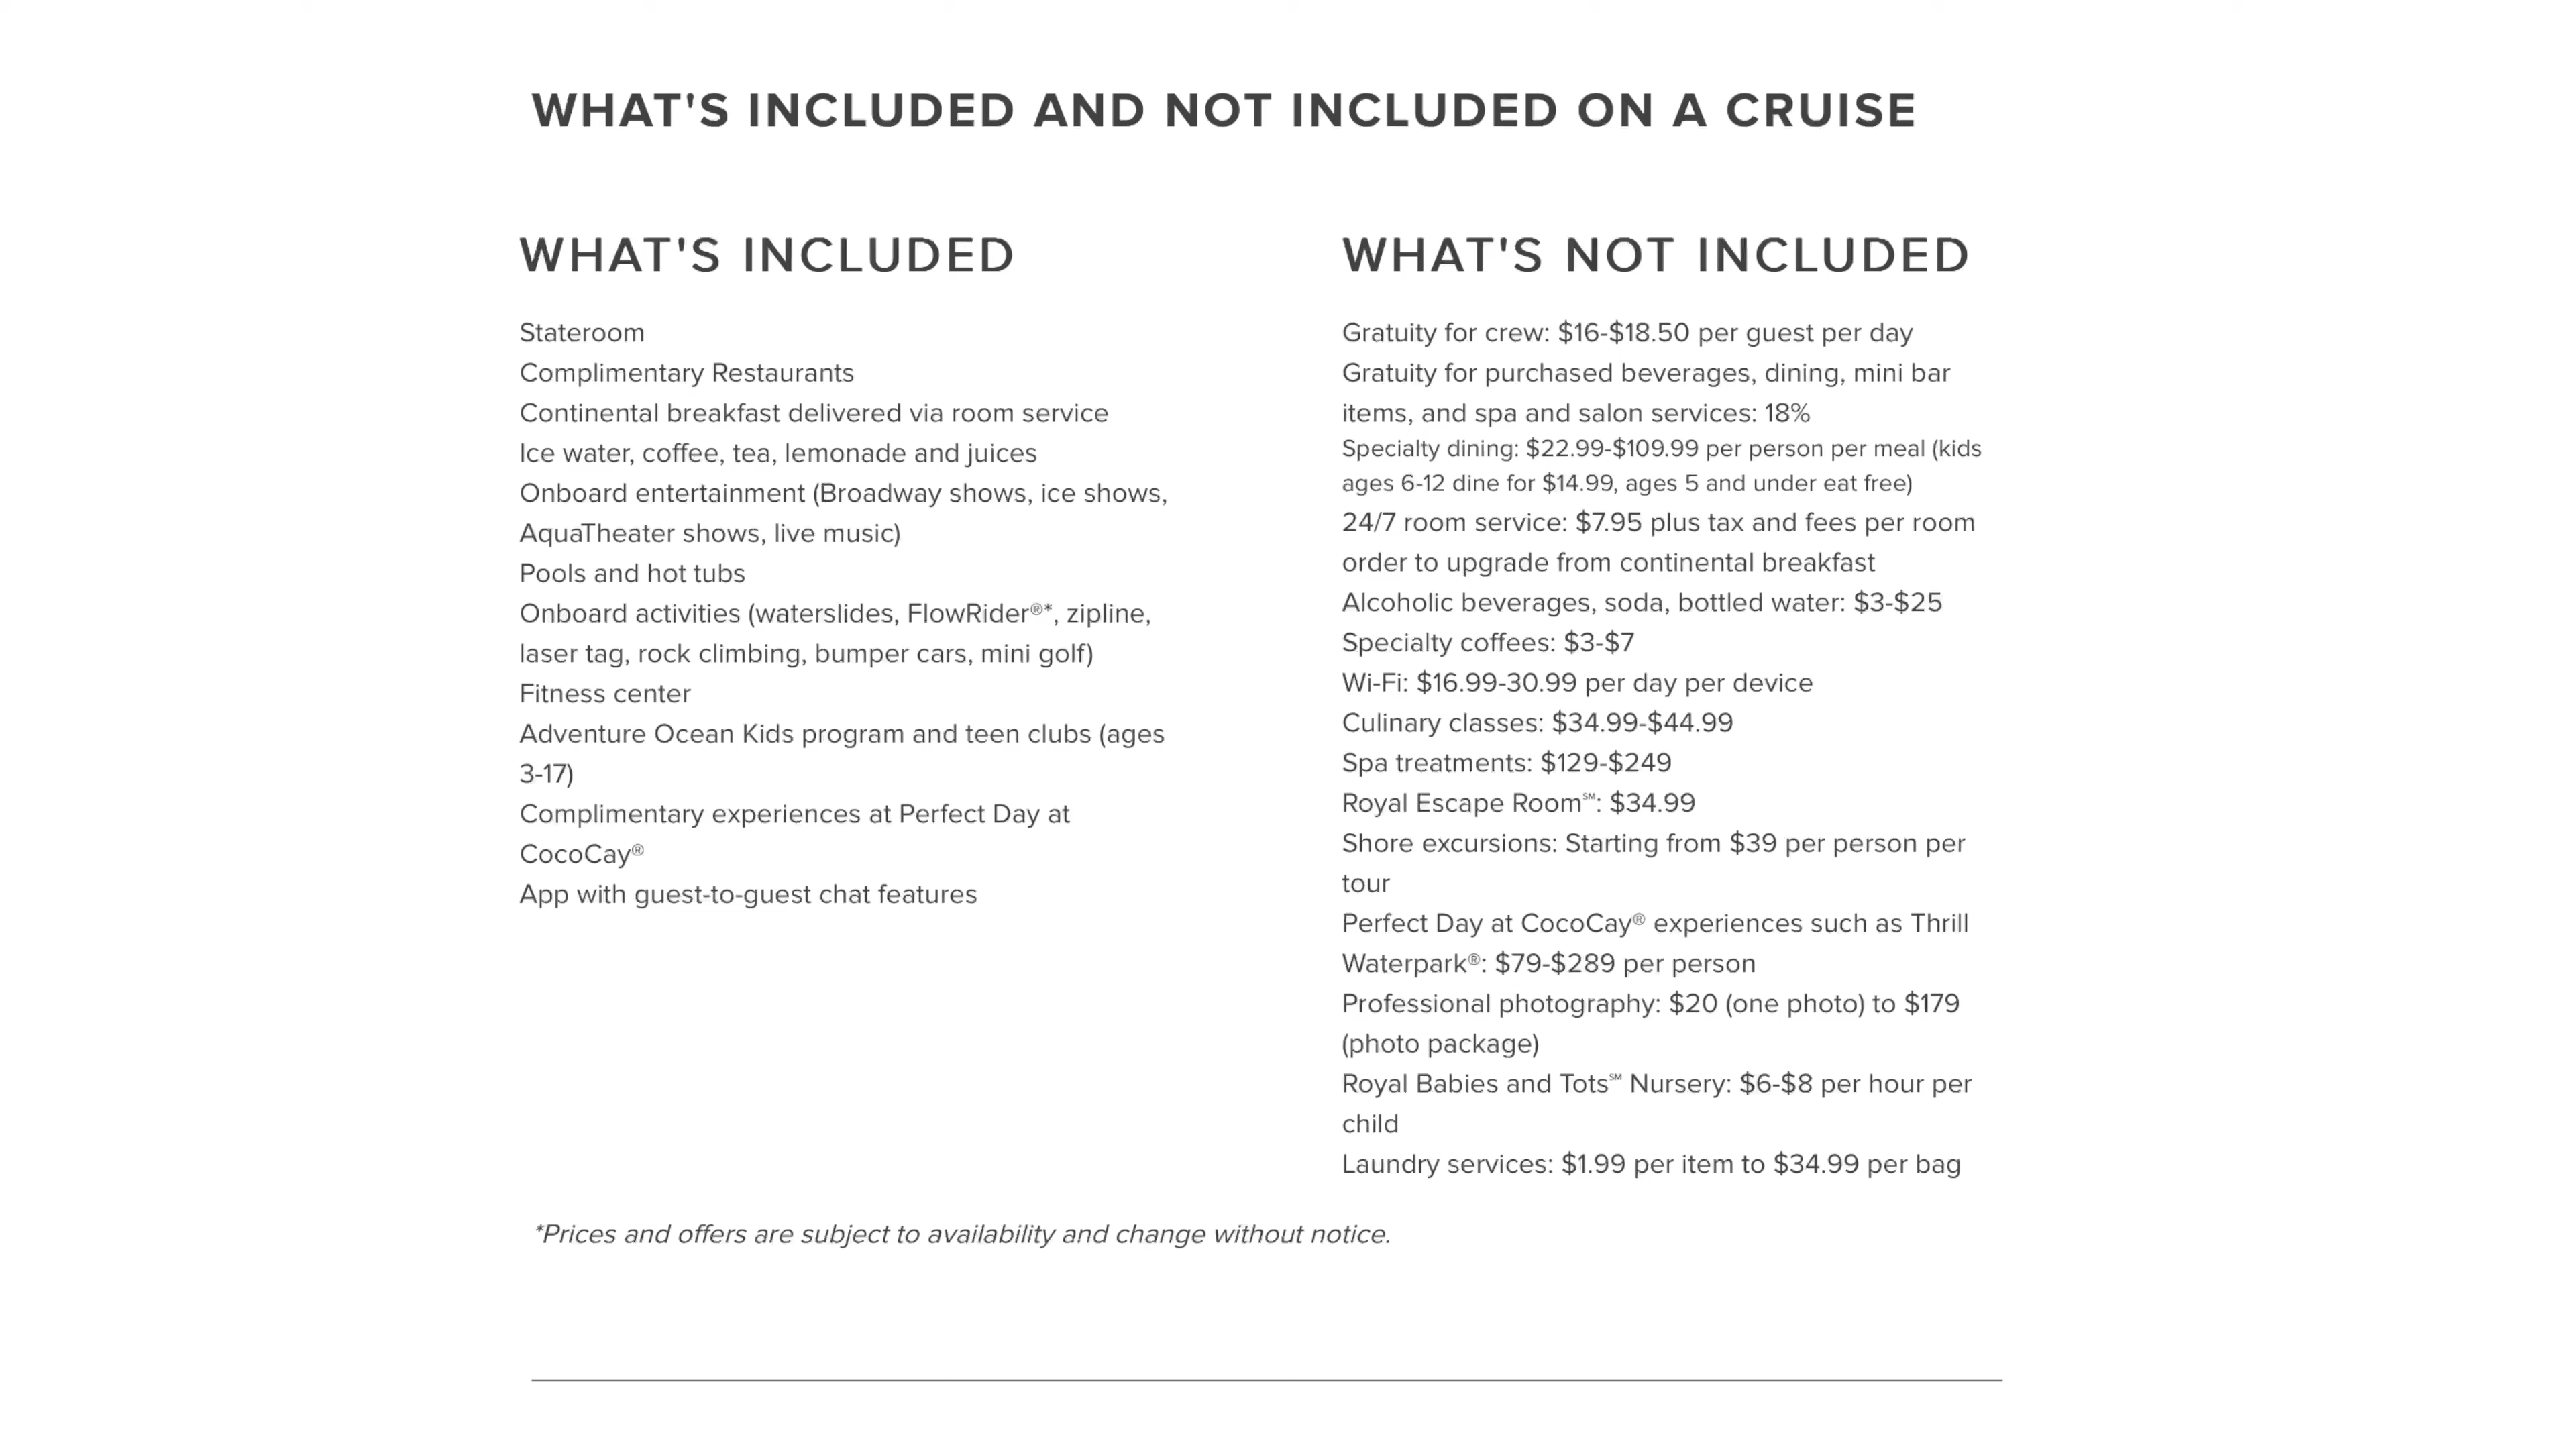 WHAT'S INCLUDED AND NOT INCLUDED ON A CRUISE
WHAT'S INCLUDED
Stateroom
Complimentary Restaurants
Continental breakfast delivered via room service
Ice water, coffee, tea, lemonade and juices
Onboard entertainment (Broadway shows, ice shows,
AquaTheater shows, live music)
Pools and hot tubs
Onboard activities (waterslides, FlowRider®*, zipline,
laser tag, rock climbing, bumper cars, mini golf)
Fitness center
Adventure Ocean Kids program and teen clubs (ages
3-17)
Complimentary experiences at Perfect Day at
CocoCay®
App with guest-to-guest chat features
WHAT'S NOT INCLUDED
Gratuity for crew: $16-$18.50 per guest per day
Gratuity for purchased beverages, dining, mini bar
items, and spa and salon services: 18%
Specialty dining: $22.99-$109.99 per person per meal (kids
ages 6-12 dine for $14.99, ages 5 and under eat free)
24/7 room service: $7.95 plus tax and fees per room
order to upgrade from continental breakfast
Alcoholic beverages, soda, bottled water: $3-$25
Specialty coffees: $3-$7
Wi-Fi: $16.99-30.99 per day per device
Culinary classes: $34.99-$44.99
Spa treatments: $129-$249
Royal Escape Room℠: $34.99
Shore excursions: Starting from $39 per person per
tour
Perfect Day at CocoCay® experiences such as Thrill
Waterpark®: $79-$289 per person
Professional photography: $20 (one photo) to $179
(photo package)
Royal Babies and Tots℠ Nursery: $6-$8 per hour per
child
Laundry services: $1.99 per item to $34.99 per bag
*Prices and offers are subject to availability and change without notice.